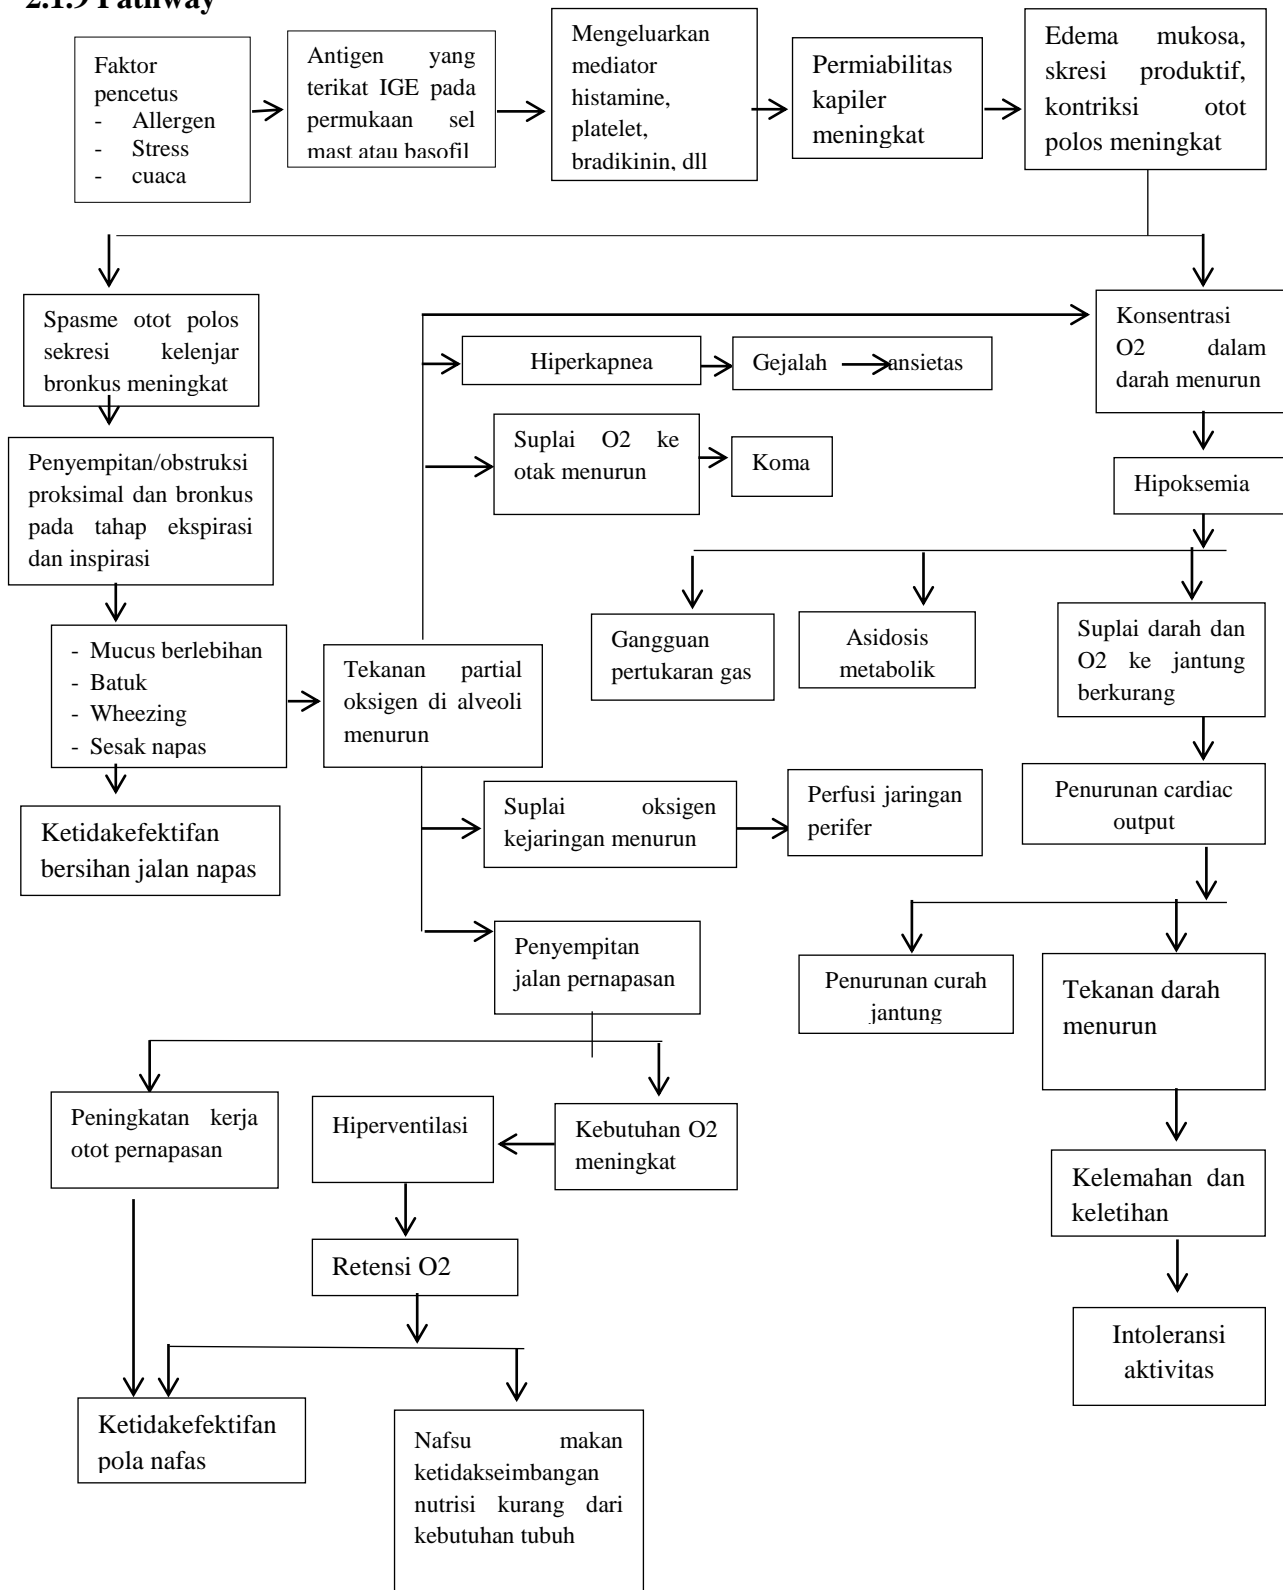 2.1.9 Pathway
Faktor
pencetus
- Allergen
- Stress
- cuaca
Antigen yang
terikat IGE pada
permukaan sel
mast atau basofil
Mengeluarkan
mediator
histamine,
platelet,
bradikinin, dll
Permiabilitas
kapiler
meningkat
Edema mukosa,
skresi produktif,
kontriksi otot
polos meningkat
Spasme otot polos
sekresi kelenjar
bronkus meningkat
Konsentrasi
O2 dalam
darah menurun
Hiperkapnea
Gejalah ansietas
Suplai O2 ke
otak menurun
Koma
Penyempitan/obstruksi
proksimal dan bronkus
pada tahap ekspirasi
dan inspirasi
Hipoksemia
- Mucus berlebihan
- Batuk
- Wheezing
- Sesak napas
Tekanan partial
oksigen di alveoli
menurun
Gangguan
pertukaran gas
Asidosis
metabolik
Suplai darah dan
O2 ke jantung
berkurang
Ketidakefektifan
bersihan jalan napas
Suplai oksigen
kejaringan menurun
Perfusi jaringan
perifer
Penurunan cardiac
output
Penyempitan
jalan pernapasan
Penurunan curah
jantung
Tekanan darah
menurun
Peningkatan kerja
otot pernapasan
Hiperventilasi
Kebutuhan O2
meningkat
Kelemahan dan
keletihan
Retensi O2
Intoleransi
aktivitas
Ketidakefektifan
pola nafas
Nafsu makan
ketidakseimbangan
nutrisi kurang dari
kebutuhan tubuh